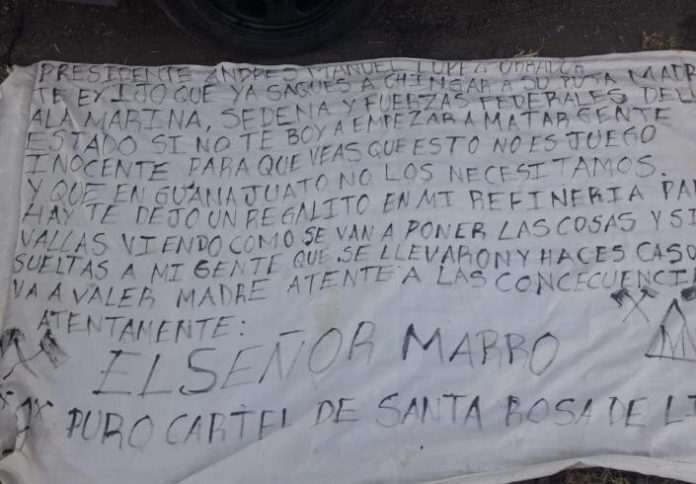 PRESIDENTE ANDRES MANUEL LOPEZ OBRADOR
TE EXIJO QUE YA SAQUES A CHINGAR A SU PUTA MADR
ALA MARINA, SEDENA Y FUERZAS FEDERALES DEL
ESTADO SI NO TE BOY A EMPEZAR A MATAR GENTE
INOCENTE PARA QUE VEAS QUE ESTO NO ES JUEGO
Y QUE EN GUANAJUATO NO LOS NECESITAMOS.
HAY TE DEJO UN REGALITO EN MI REFINERIA PAR
VALLAS VIENDO COMO SE VAN A PONER LAS COSAS Y SI
SUELTAS A MI GENTE QUE SE LLEVARON Y HACES CASO
VA A VALER MADRE ATENTE A LAS CONCECUENCI
ATENTAMENTE:
EL SEÑOR MARRO
PURO CARTEL DE SANTA ROSA DE LI